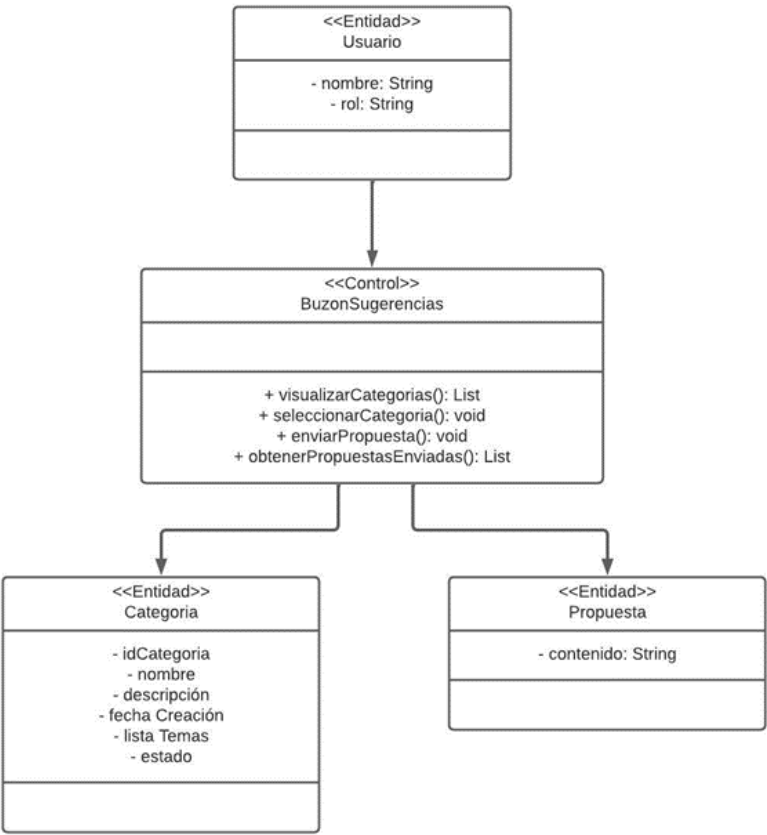 <<Entidad>>
Usuario
- nombre: String
- rol: String
<<Control>>
BuzonSugerencias
+ visualizarCategorias(): List
+ seleccionarCategoria(): void
+ enviarPropuesta(): void
+ obtenerPropuestasEnviadas(): List
<<Entidad>>
Categoria
- idCategoria
- nombre
- descripción
- fecha Creación
- lista Temas
- estado
<<Entidad>>
Propuesta
- contenido: String